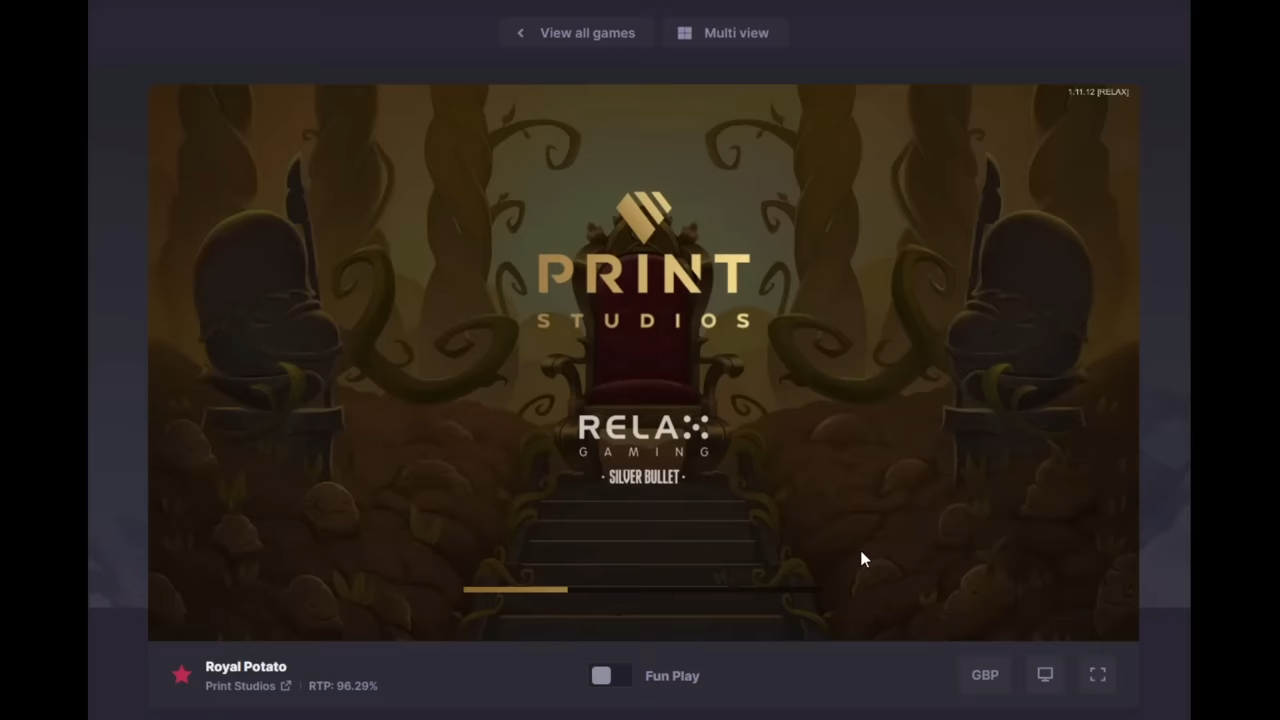 View all games
Multi view
1.11.12 [RELAX]
PRINT
STUDIOS
RELAX
GAMING
· SILVER BULLET ·
Royal Potato
Print Studios
RTP: 96.29%
Fun Play
GBP